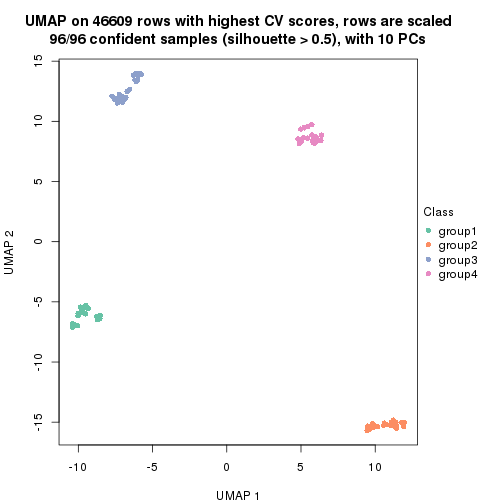 UMAP on 46609 rows with highest CV scores, rows are scaled
96/96 confident samples (silhouette > 0.5), with 10 PCs
15
10
5
0
-5
-10
-15
UMAP 2
-10 -5 0 5 10
UMAP 1
Class
group1
group2
group3
group4